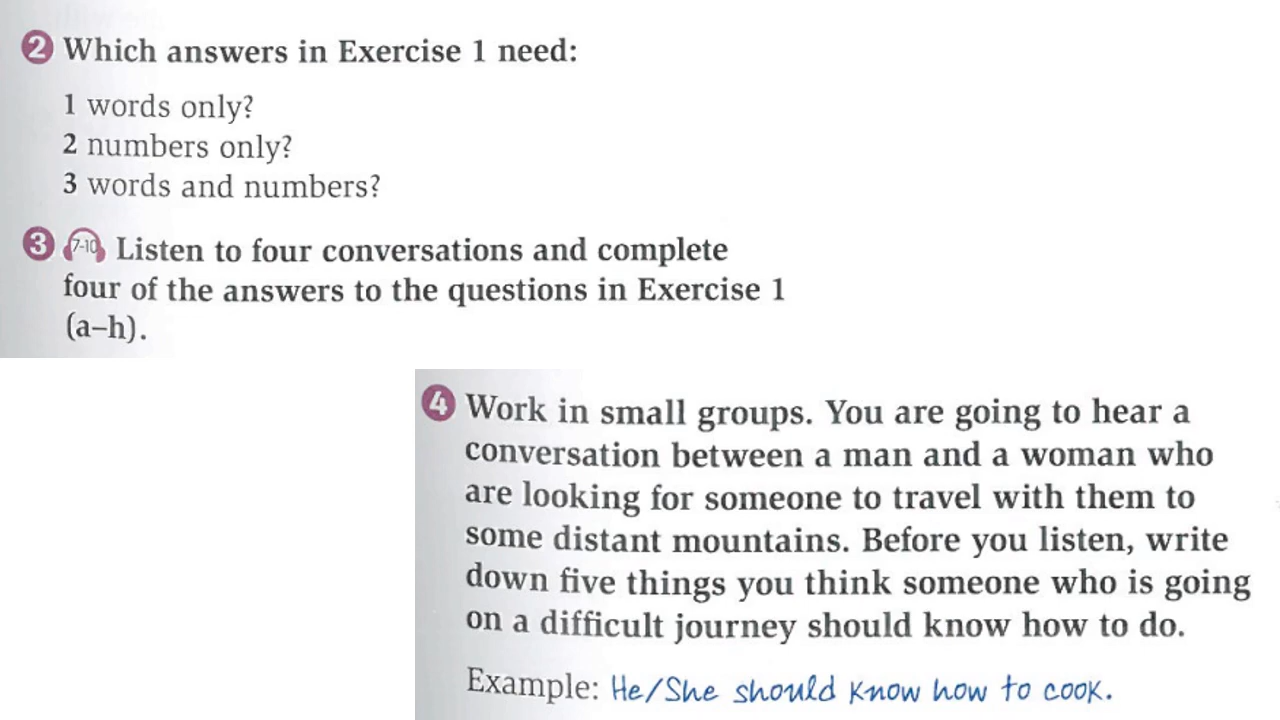 2 Which answers in Exercise 1 need:
1 words only?
2 numbers only?
3 words and numbers?
3 7-10 Listen to four conversations and complete
four of the answers to the questions in Exercise 1
(a–h).
4 Work in small groups. You are going to hear a
conversation between a man and a woman who
are looking for someone to travel with them to
some distant mountains. Before you listen, write
down five things you think someone who is going
on a difficult journey should know how to do.
Example: He/She should know how to cook.